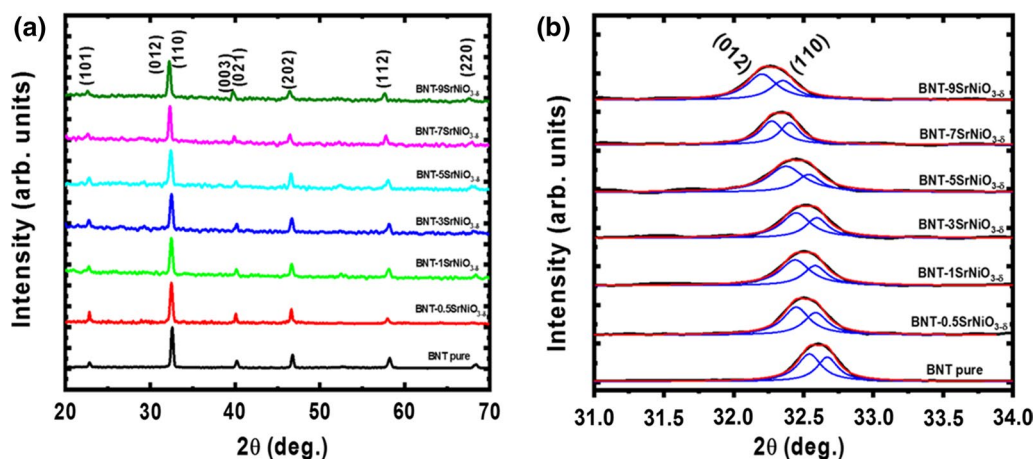 (a)
Intensity (arb. units)
(101)
(012)
(110)
(003)
(021)
(202)
(112)
(220)
BNT-9SrNiO3-δ
BNT-7SrNiO3-δ
BNT-5SrNiO3-δ
BNT-3SrNiO3-δ
BNT-1SrNiO3-δ
BNT-0.5SrNiO3-δ
BNT pure
20 30 40 50 60 70
2θ (deg.)
(b)
Intensity (arb. units)
(012)
(110)
BNT-9SrNiO3-δ
BNT-7SrNiO3-δ
BNT-5SrNiO3-δ
BNT-3SrNiO3-δ
BNT-1SrNiO3-δ
BNT-0.5SrNiO3-δ
BNT pure
31.0 31.5 32.0 32.5 33.0 33.5 34.0
2θ (deg.)